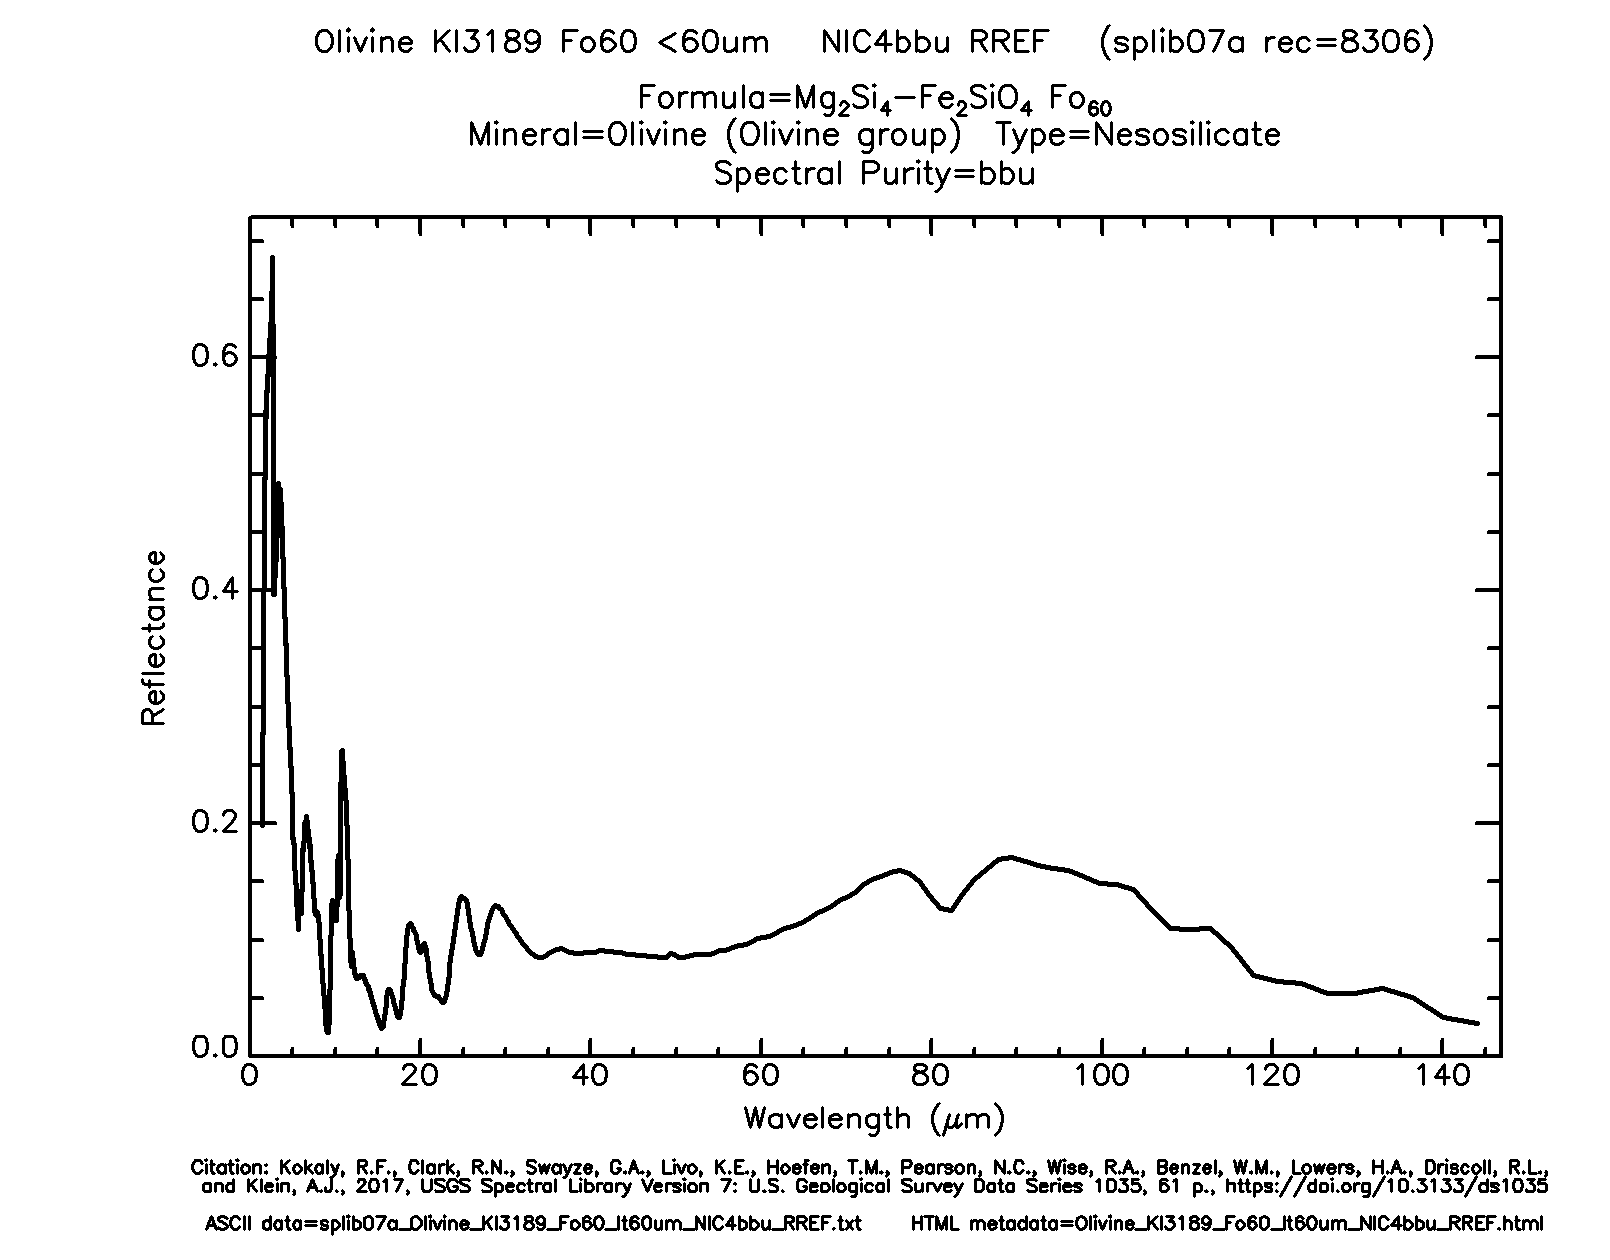 Olivine KI3189 Fo60 <60um NIC4bbu RREF (splib07a rec=8306)
Formula=Mg₂Si₄−Fe₂SiO₄ Fo₆₀
Mineral=Olivine (Olivine group) Type=Nesosilicate
Spectral Purity=bbu
0.6
0.4
0.2
0.0
Reflectance
0 20 40 60 80 100 120 140
Wavelength (μm)
Citation: Kokaly, R.F., Clark, R.N., Swayze, G.A., Livo, K.E., Hoefen, T.M., Pearson, N.C., Wise, R.A., Benzel, W.M., Lowers, H.A., Driscoll, R.L.,
and Klein, A.J., 2017, USGS Spectral Library Version 7: U.S. Geological Survey Data Series 1035, 61 p., https://doi.org/10.3133/ds1035
ASCII data=splib07a_Olivine_KI3189_Fo60_lt60um_NIC4bbu_RREF.txt HTML metadata=Olivine_KI3189_Fo60_lt60um_NIC4bbu_RREF.html